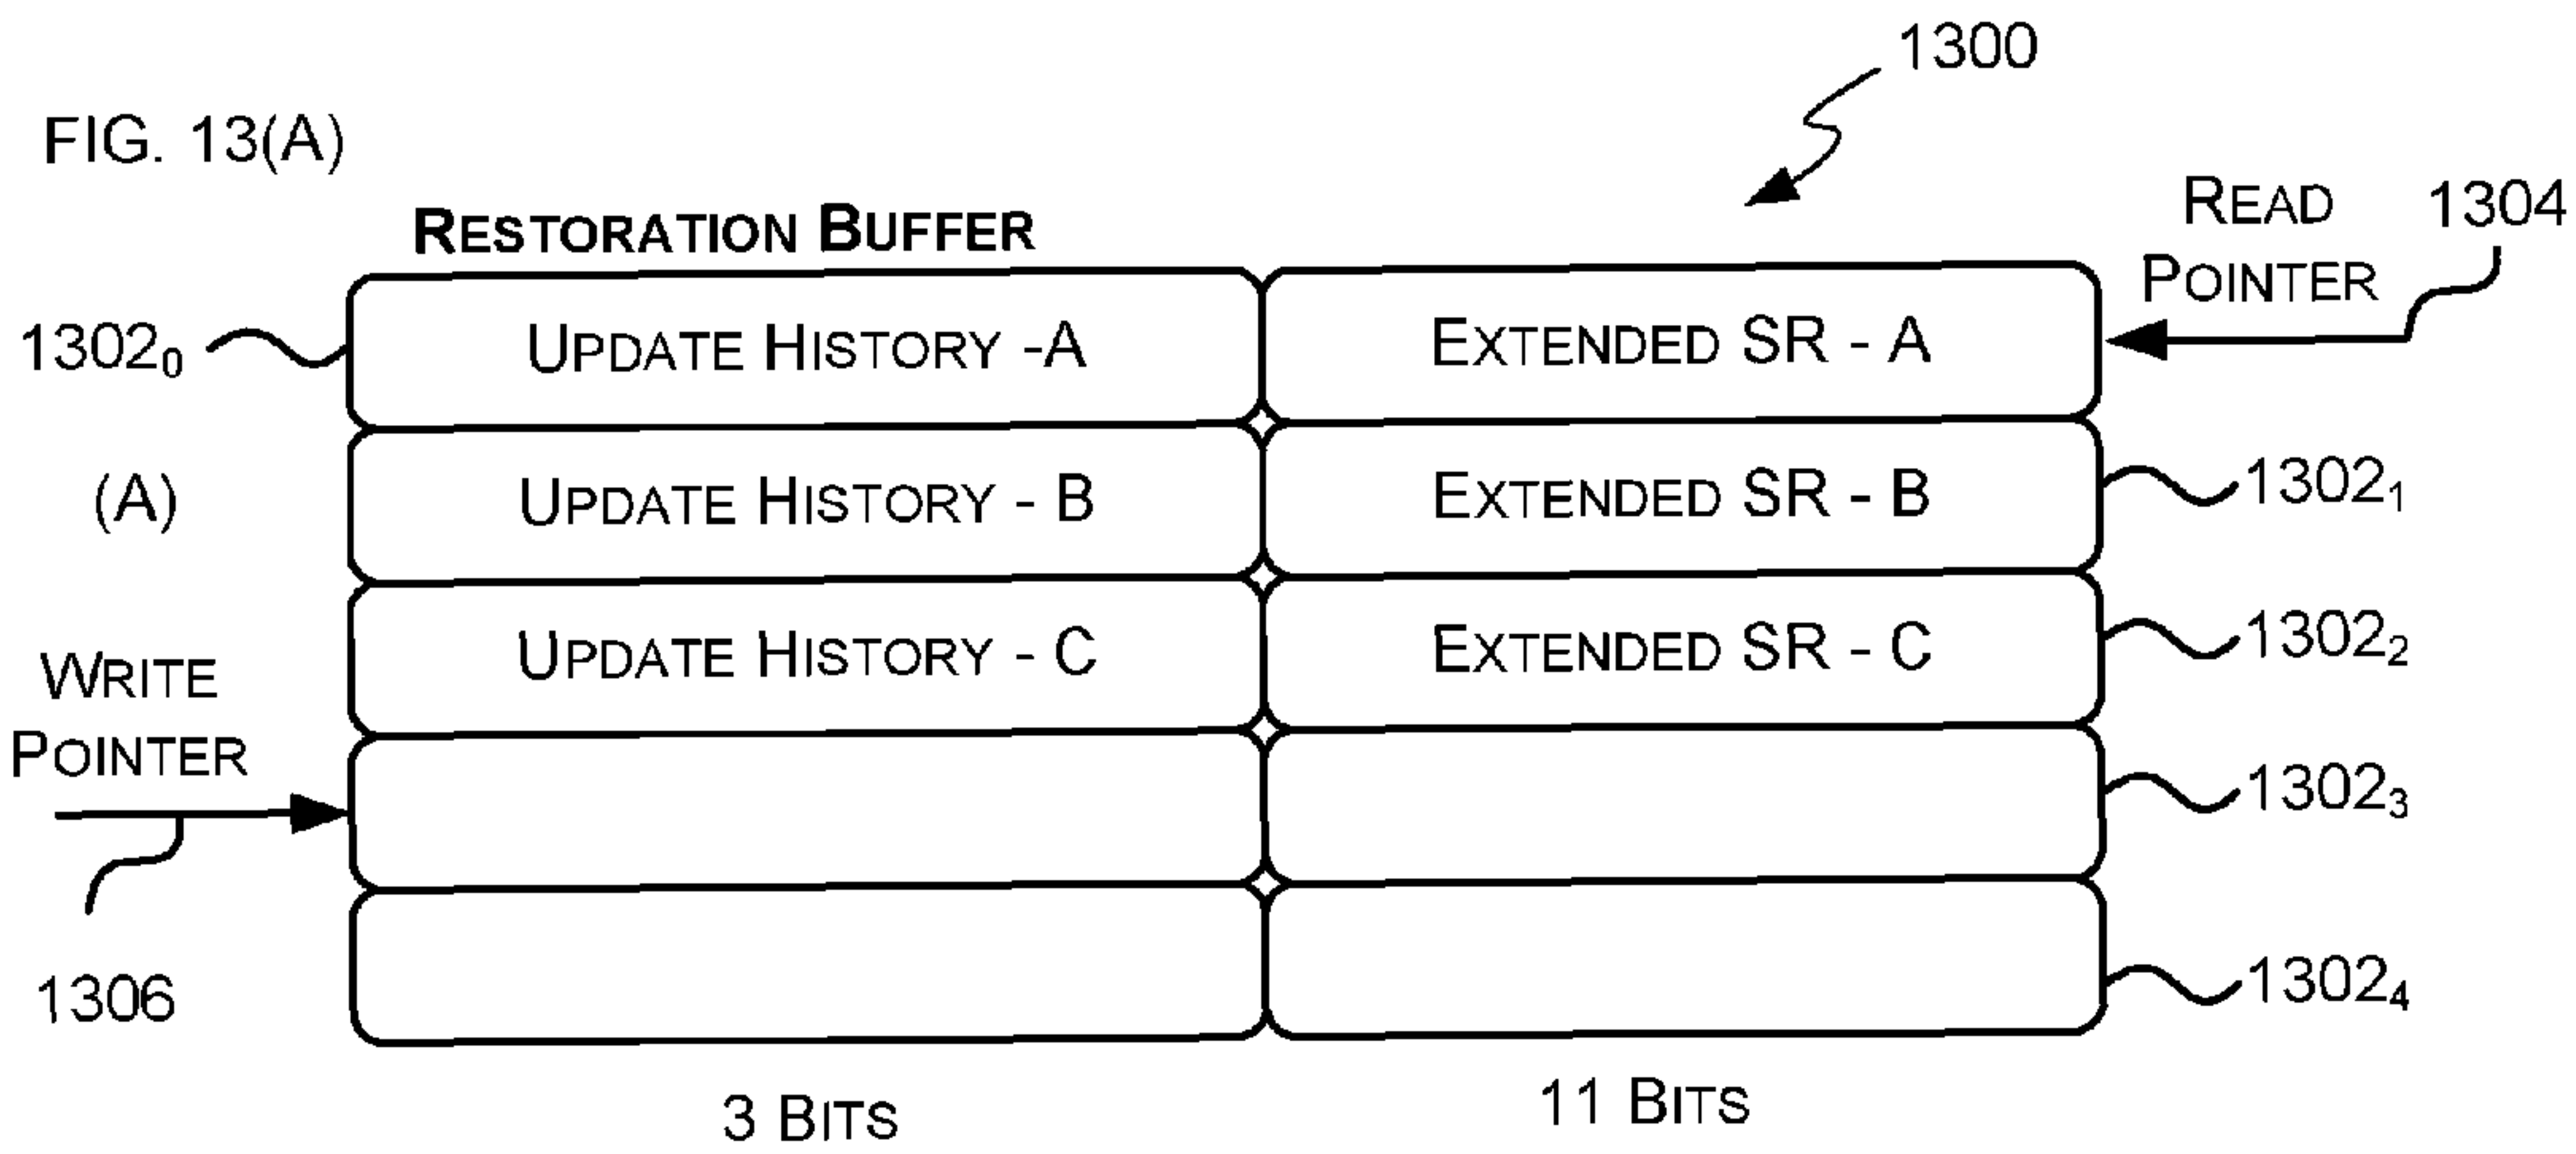 1300
FIG. 13(A)
RESTORATION BUFFER
READ
POINTER
1304
1302₀
UPDATE HISTORY -A
EXTENDED SR - A
(A)
UPDATE HISTORY - B
EXTENDED SR - B
1302₁
UPDATE HISTORY - C
EXTENDED SR - C
1302₂
WRITE
POINTER
1302₃
1306
1302₄
3 BITS
11 BITS